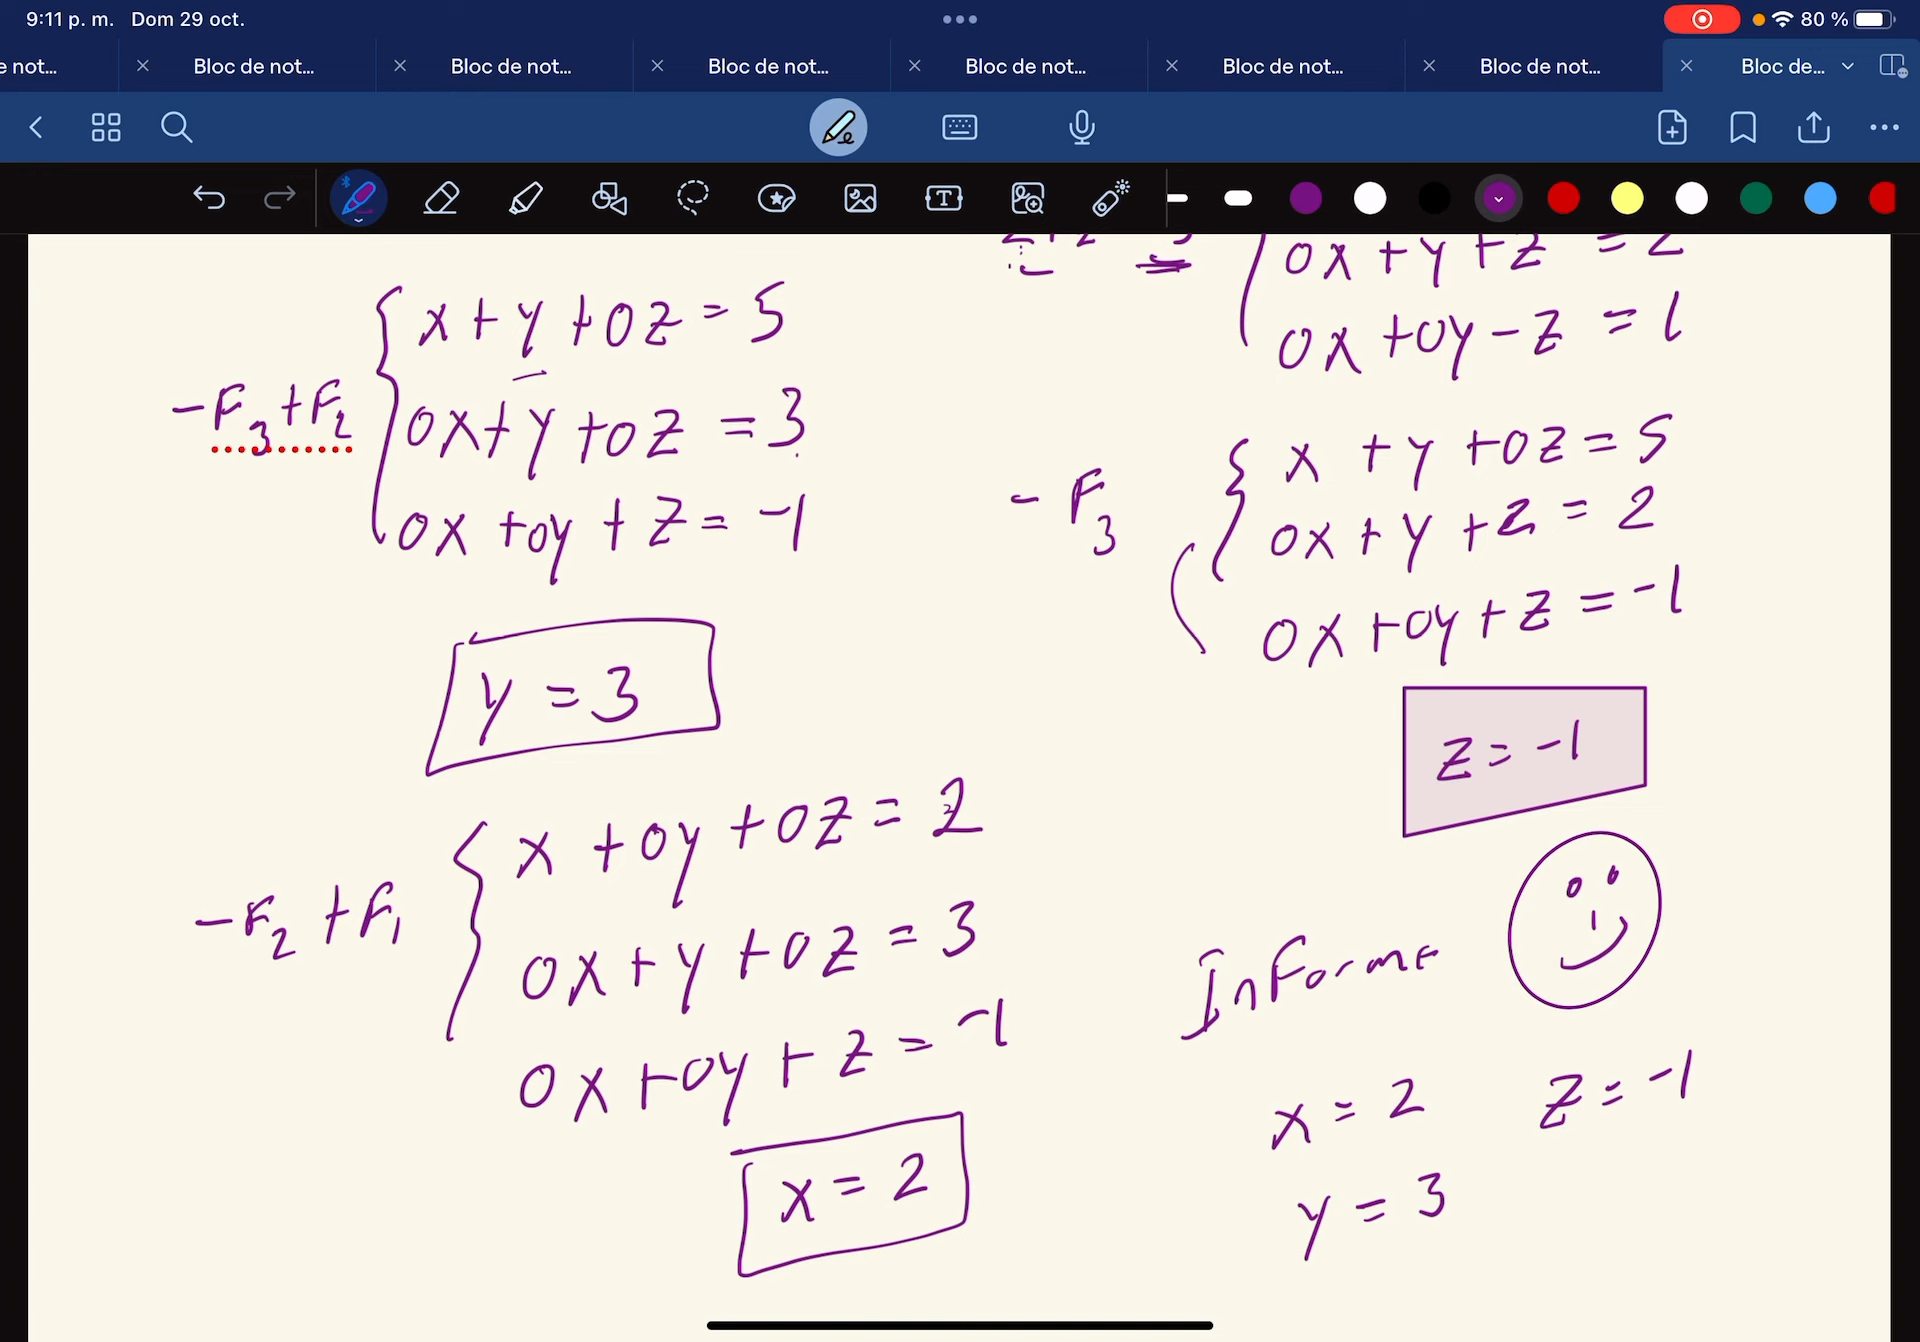 9:11 p. m. Dom 29 oct.
80 %
e not...
Bloc de not...
Bloc de not...
Bloc de not...
Bloc de not...
Bloc de not...
Bloc de not...
Bloc de...
x + y + 0z = 5
-F3 + F2
0x + y + 0z = 3
0x + 0y + z = -1
y = 3
-F2 + F1
x + 0y + 0z = 2
0x + y + 0z = 3
0x + 0y + z = -1
x = 2
0x + y + z = 2
0x + 0y - z = 1
-F3
x + y + 0z = 5
0x + y + z = 2
0x + 0y + z = -1
z = -1
Informe
x = 2 z = -1
y = 3